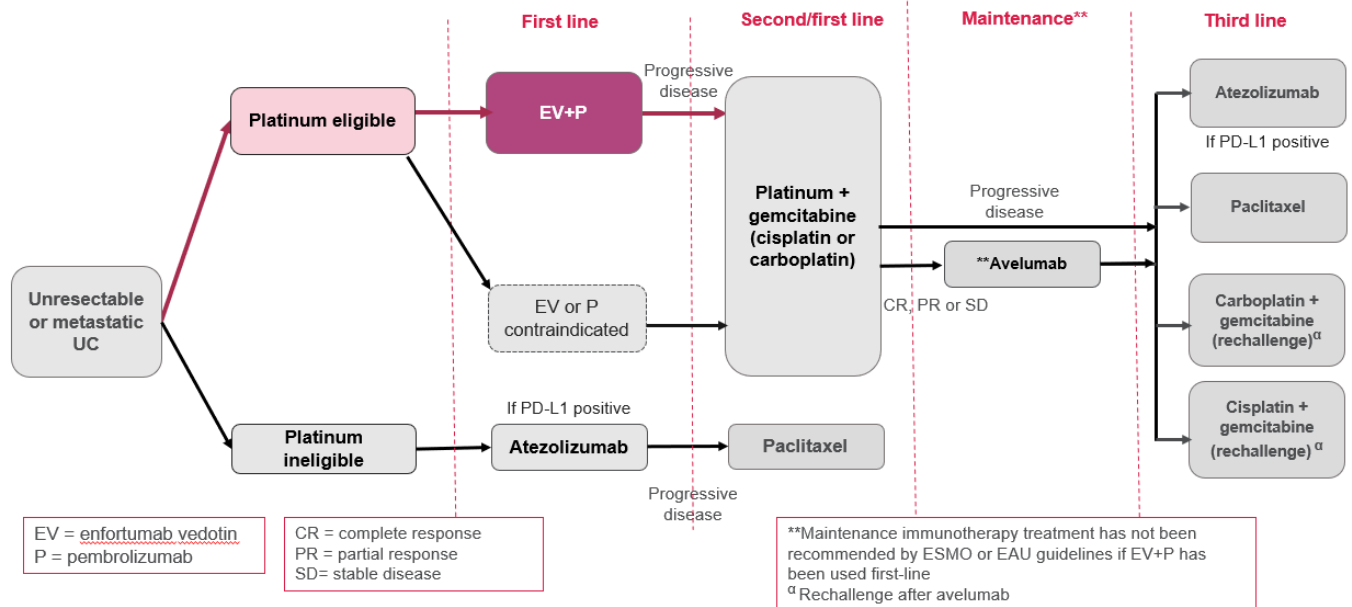 First line
Second/first line
Maintenance**
Third line
Unresectable
or metastatic
UC
Platinum eligible
EV+P
Progressive
disease
EV or P
contraindicated
Platinum
ineligible
If PD-L1 positive
Atezolizumab
Progressive
disease
Platinum +
gemcitabine
(cisplatin or
carboplatin)
Paclitaxel
Progressive
disease
**Avelumab
CR, PR or SD
Atezolizumab
If PD-L1 positive
Paclitaxel
Carboplatin +
gemcitabine
(rechallenge)α
Cisplatin +
gemcitabine
(rechallenge) α
EV = enfortumab vedotin
P = pembrolizumab
CR = complete response
PR = partial response
SD= stable disease
**Maintenance immunotherapy treatment has not been
recommended by ESMO or EAU guidelines if EV+P has
been used first-line
α Rechallenge after avelumab